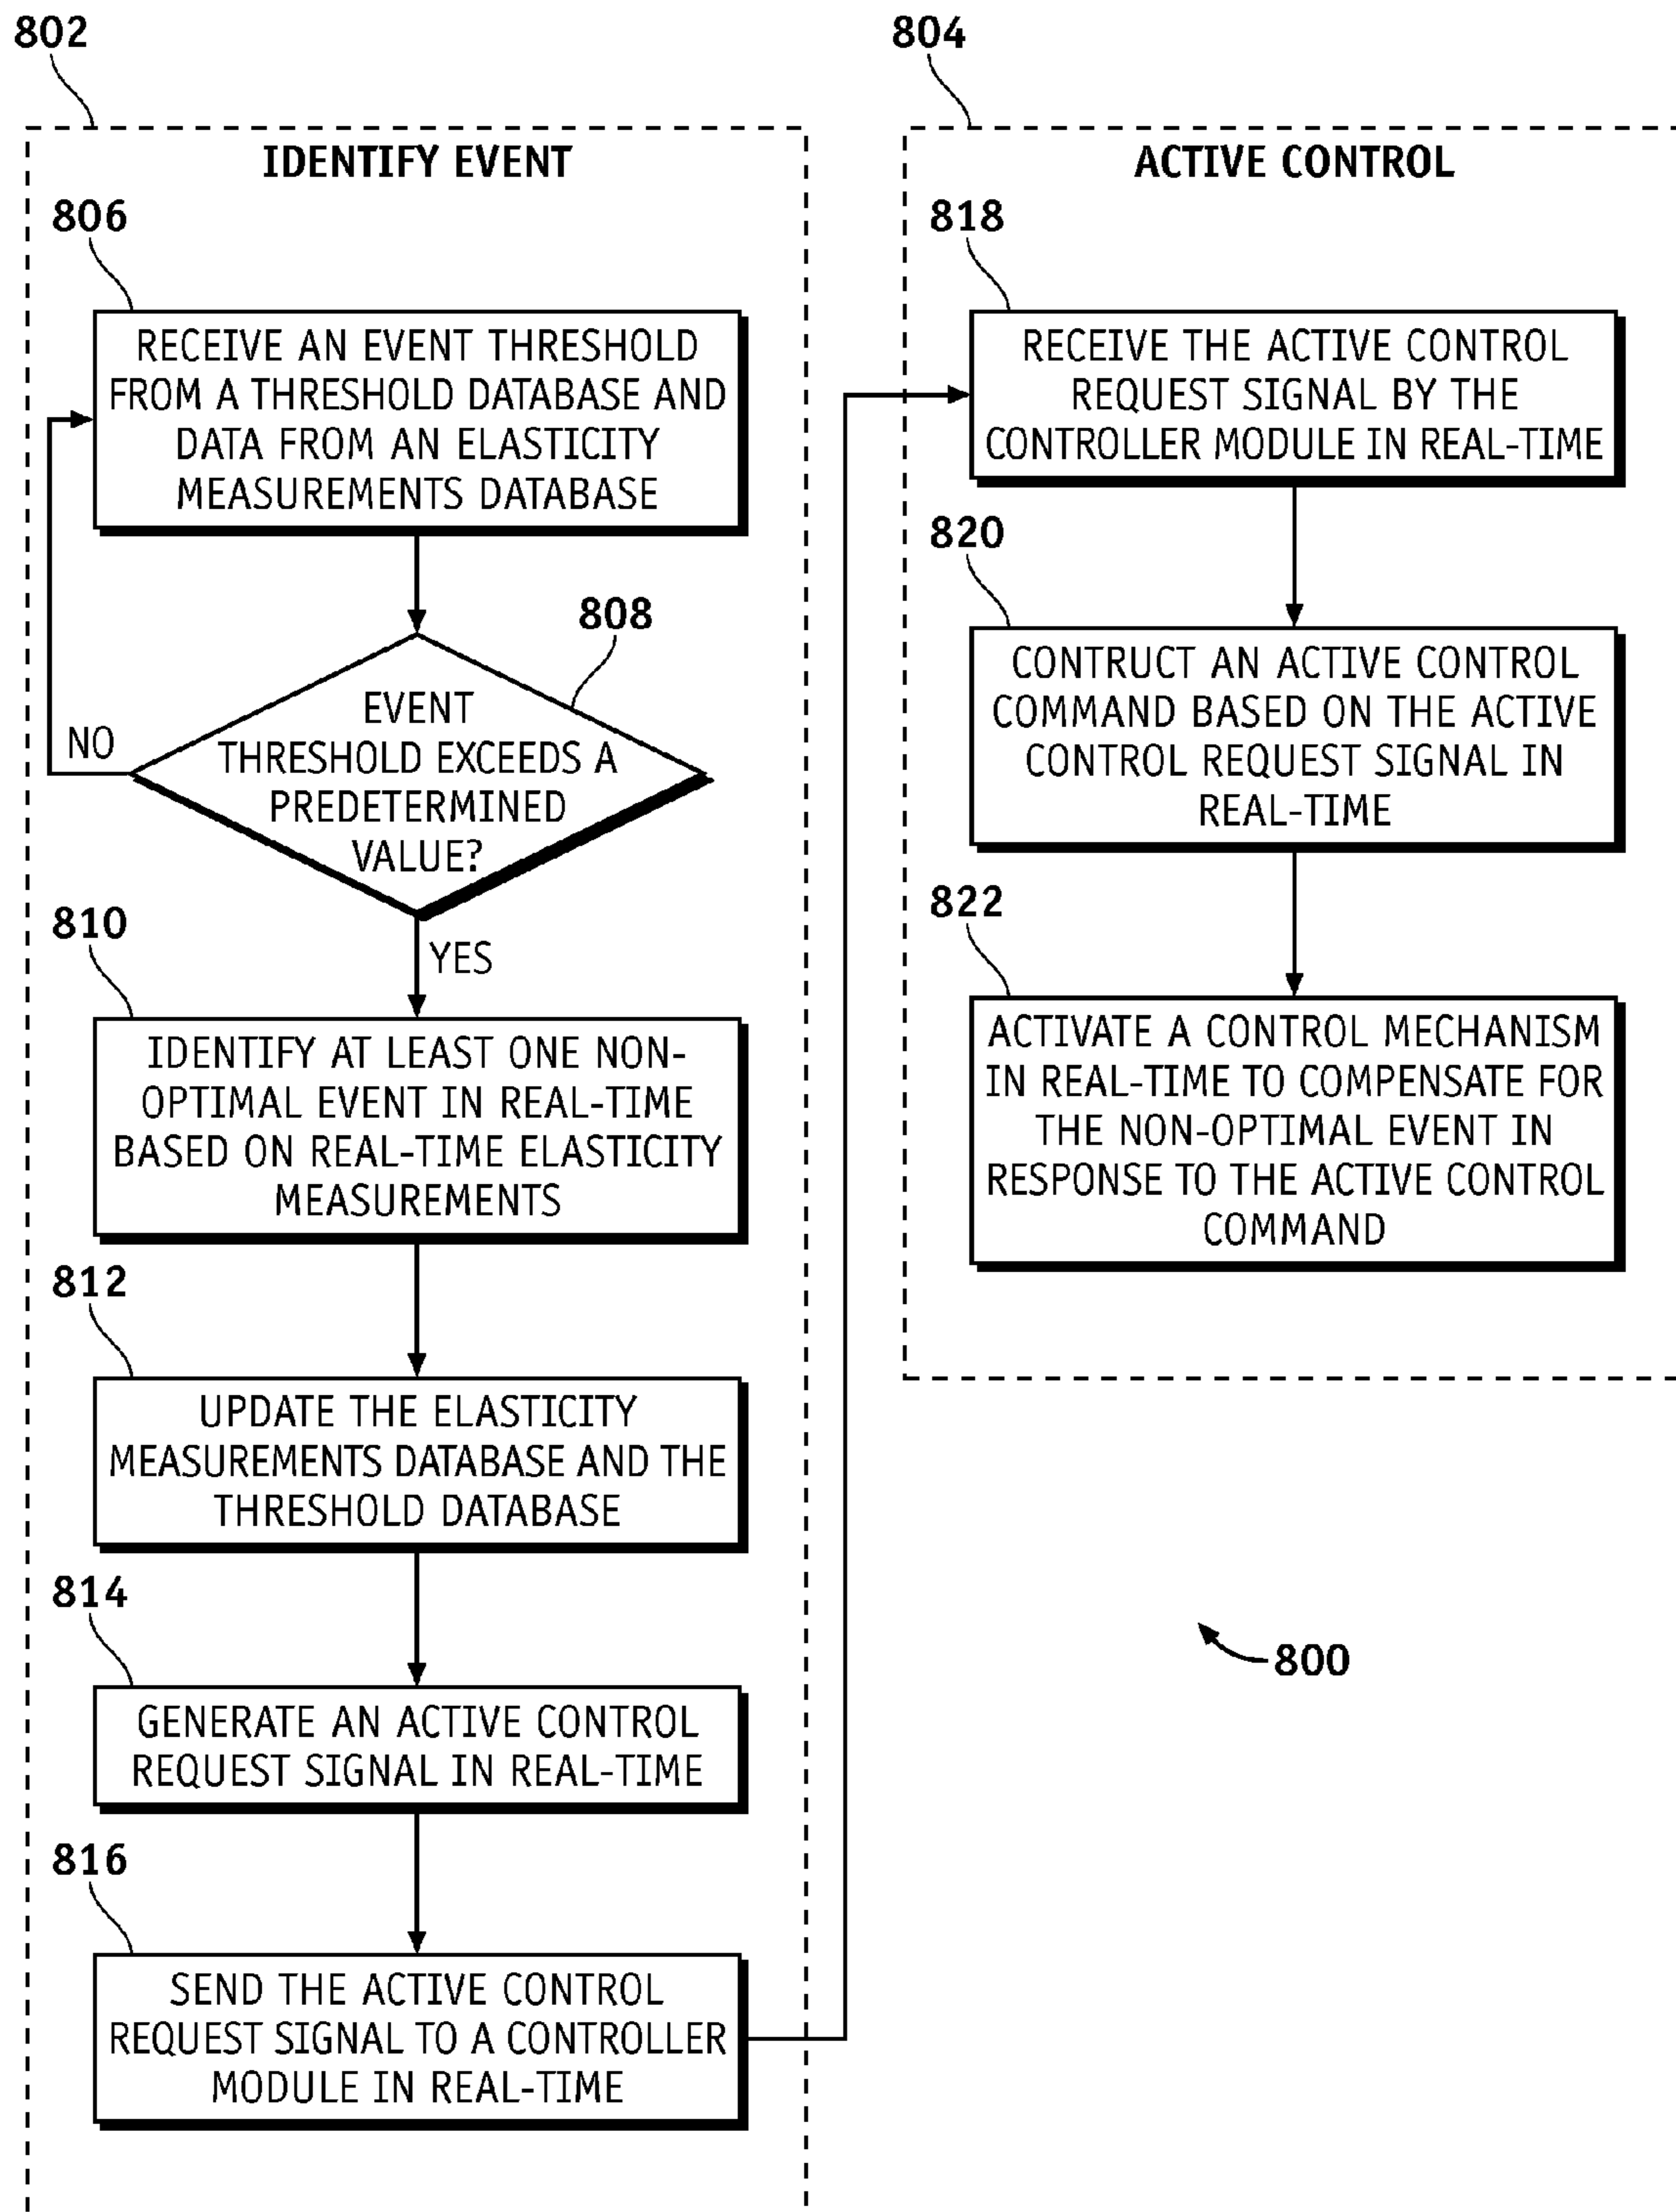 802
IDENTIFY EVENT
806
RECEIVE AN EVENT THRESHOLD
FROM A THRESHOLD DATABASE AND
DATA FROM AN ELASTICITY
MEASUREMENTS DATABASE
808
EVENT
THRESHOLD EXCEEDS A
PREDETERMINED
VALUE?
NO
YES
810
IDENTIFY AT LEAST ONE NON-
OPTIMAL EVENT IN REAL-TIME
BASED ON REAL-TIME ELASTICITY
MEASUREMENTS
812
UPDATE THE ELASTICITY
MEASUREMENTS DATABASE AND THE
THRESHOLD DATABASE
814
GENERATE AN ACTIVE CONTROL
REQUEST SIGNAL IN REAL-TIME
816
SEND THE ACTIVE CONTROL
REQUEST SIGNAL TO A CONTROLLER
MODULE IN REAL-TIME
804
ACTIVE CONTROL
818
RECEIVE THE ACTIVE CONTROL
REQUEST SIGNAL BY THE
CONTROLLER MODULE IN REAL-TIME
820
CONTRUCT AN ACTIVE CONTROL
COMMAND BASED ON THE ACTIVE
CONTROL REQUEST SIGNAL IN
REAL-TIME
822
ACTIVATE A CONTROL MECHANISM
IN REAL-TIME TO COMPENSATE FOR
THE NON-OPTIMAL EVENT IN
RESPONSE TO THE ACTIVE CONTROL
COMMAND
800